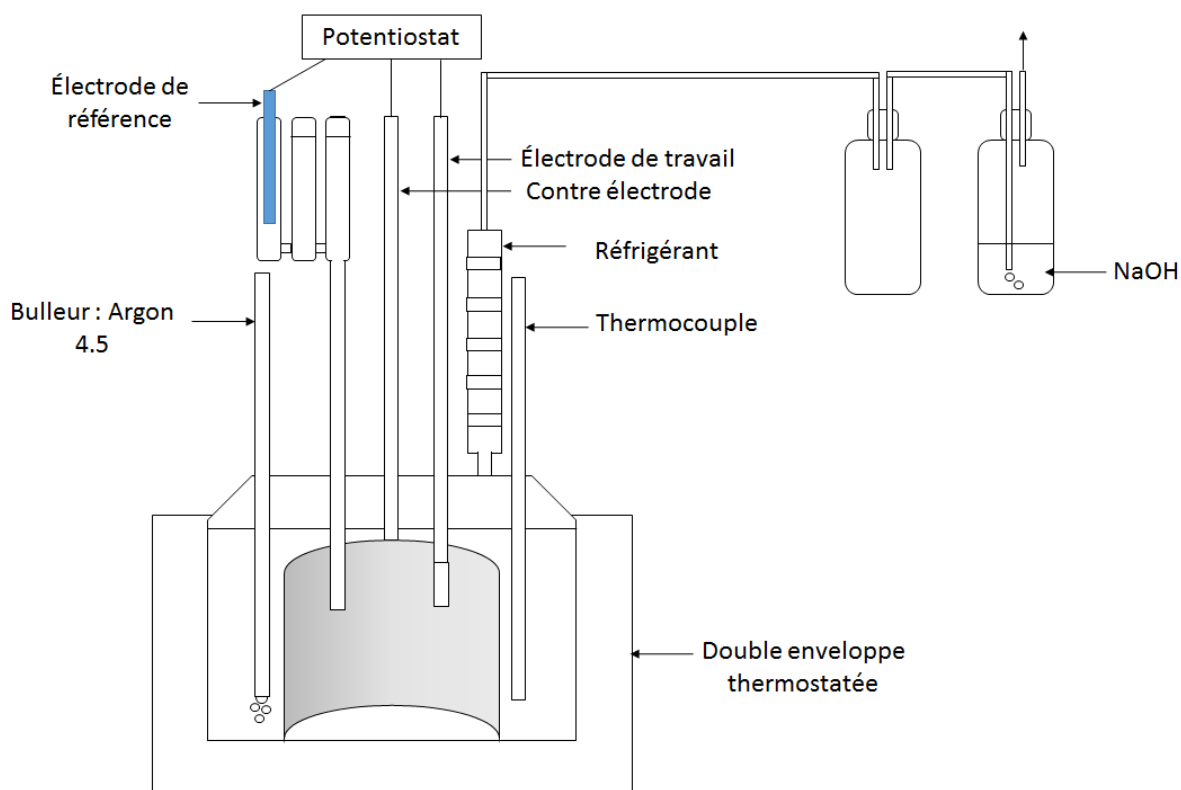 Potentiostat
Électrode de
référence
Électrode de travail
Contre électrode
Réfrigérant
NaOH
Bulleur : Argon
4.5
Thermocouple
Double enveloppe
thermostatée